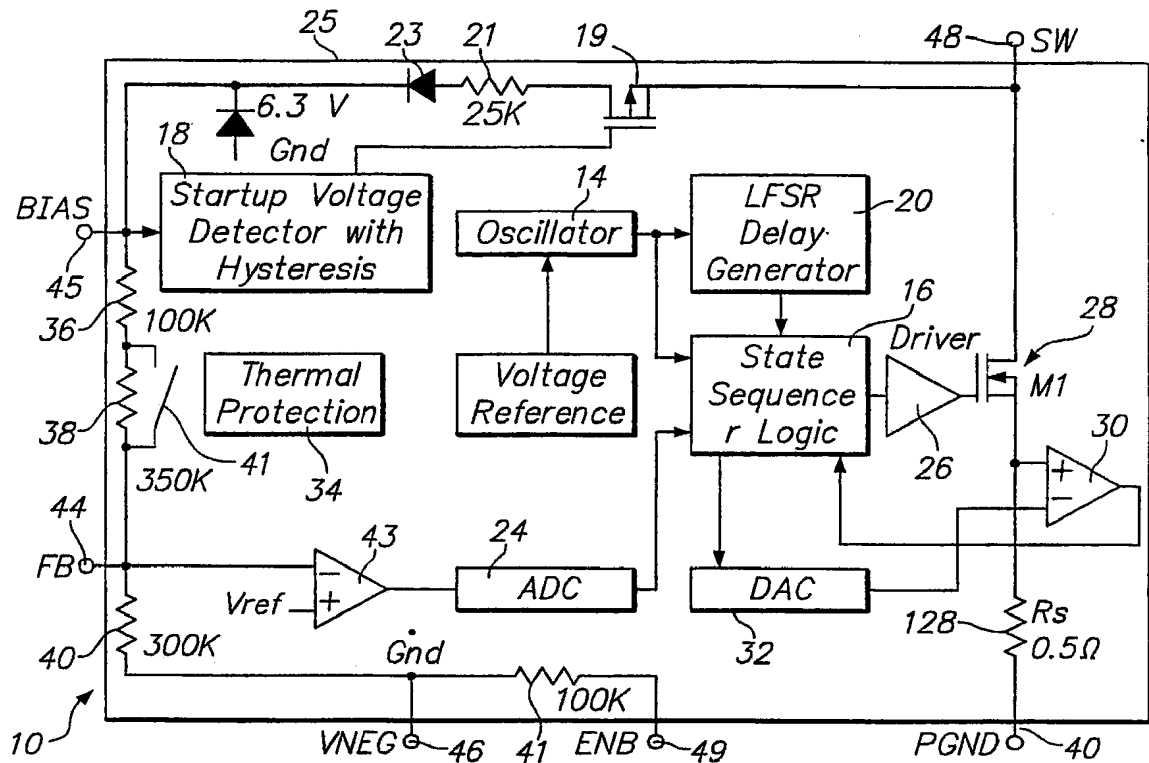 25
23
21
19
48
SW
6.3 V
25K
Gnd
18
Startup Voltage
Detector with
Hysteresis
14
Oscillator
LFSR
Delay
Generator
20
BIAS
45
36
100K
16
Driver
28
Thermal
Protection
Voltage
Reference
State
Sequence
r Logic
M1
38
41
350K
34
26
30
+
−
44
FB
43
−
+
Vref
24
ADC
DAC
32
128
Rs
0.5Ω
40
300K
Gnd
100K
41
10
VNEG
46
ENB
49
PGND
40